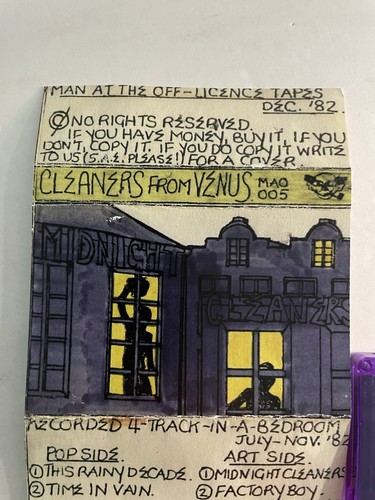 MAN AT THE OFF-LICENCE TAPES
DEC. '82.
NO RIGHTS RESERVED.
IF YOU HAVE MONEY, BUY IT, IF YOU
DON'T, COPY IT. IF YOU DO COPY IT WRITE
TO US (S.A.E. PLEASE!) FOR A COVER.
CLEANERS FROM VENUS MAO
005
MIDNIGHT
CLEANERS
RECORDED 4-TRACK-IN-A-BEDROOM
JULY-NOV. '82
POP SIDE.
① THIS RAINY DECADE.
② TIME IN VAIN.
ART SIDE.
① MIDNIGHT CLEANERS
② FACTORY BOY